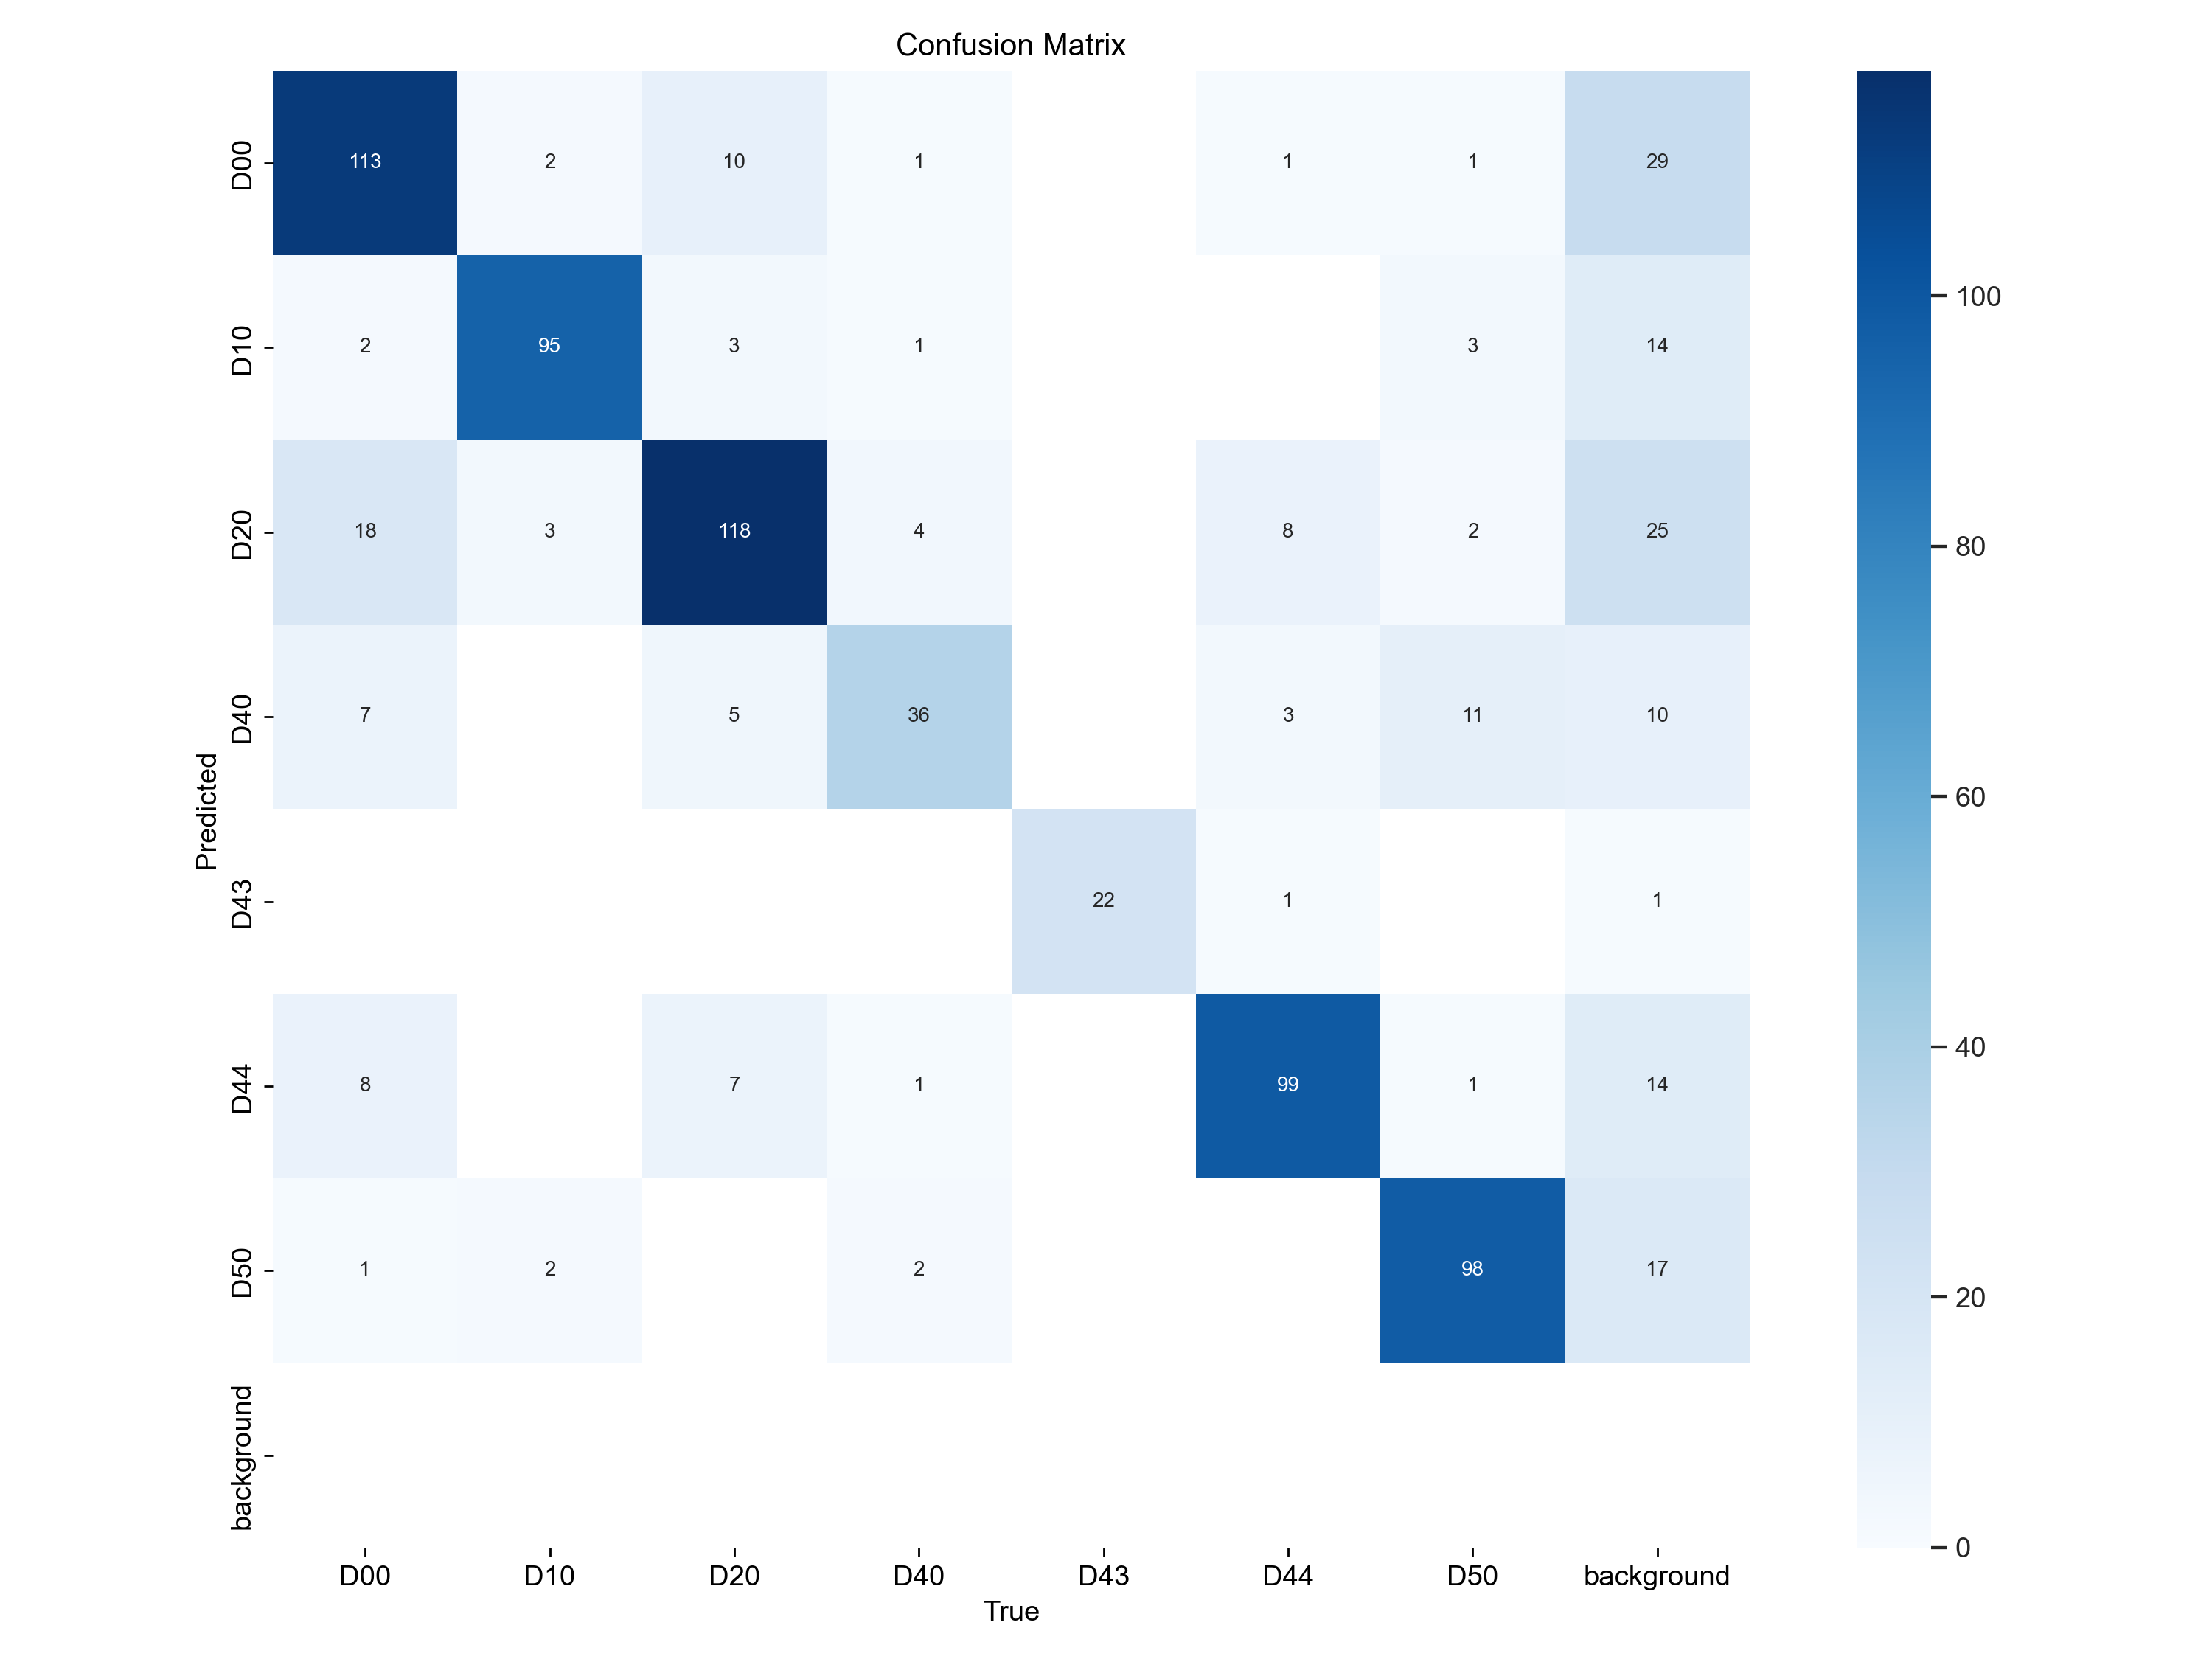 Confusion Matrix
D00 113 2 10 1 1 1 29
D10 2 95 3 1 3 14
D20 18 3 118 4 8 2 25
D40 7 5 36 3 11 10
D43 22 1 1
D44 8 7 1 99 1 14
D50 1 2 2 98 17
background
Predicted
D00 D10 D20 D40 D43 D44 D50 background
True
100
80
60
40
20
0